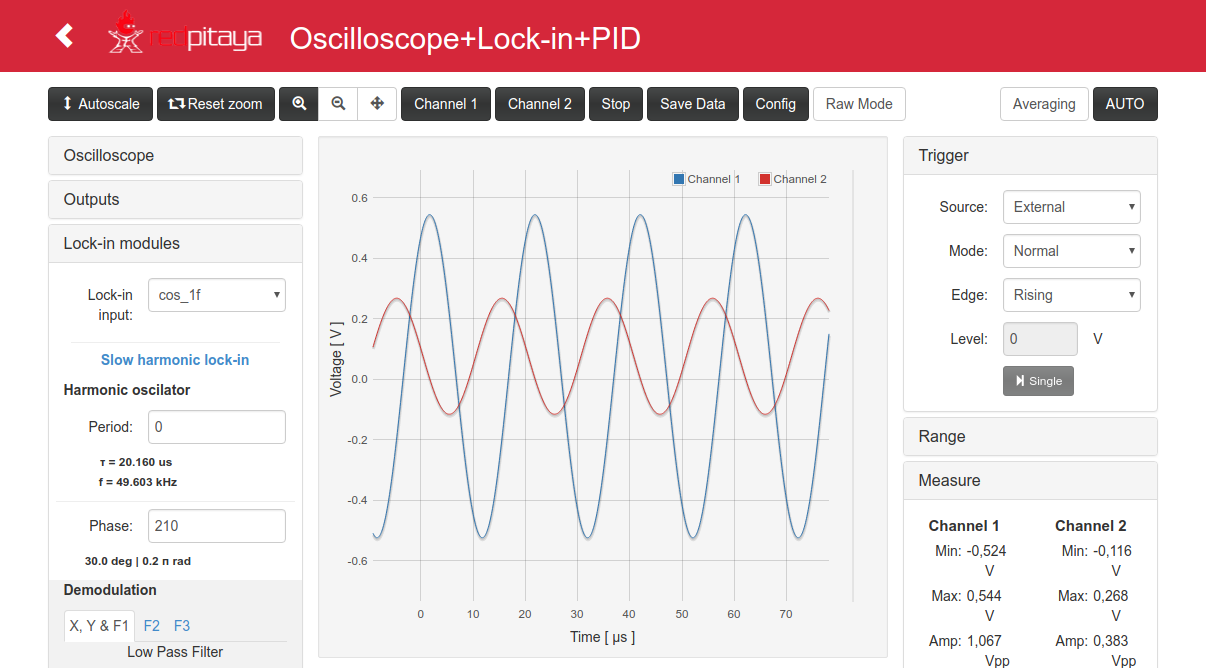 redpitaya Oscilloscope+Lock-in+PID
Autoscale Reset zoom Channel 1 Channel 2 Stop Save Data Config Raw Mode Averaging AUTO
Oscilloscope
Outputs
Lock-in modules
Lock-in input: cos_1f
Slow harmonic lock-in
Harmonic oscilator
Period: 0
τ = 20.160 us
f = 49.603 kHz
Phase: 210
30.0 deg | 0.2 π rad
Demodulation
X, Y & F1 F2 F3
Low Pass Filter
Channel 1 Channel 2
Voltage [ V ]
0.6
0.4
0.2
0.0
-0.2
-0.4
-0.6
0 10 20 30 40 50 60 70
Time [ µs ]
Trigger
Source: External
Mode: Normal
Edge: Rising
Level: 0 V
Single
Range
Measure
Channel 1 Channel 2
Min: -0,524 V Min: -0,116 V
Max: 0,544 V Max: 0,268 V
Amp: 1,067 Vpp Amp: 0,383 Vpp